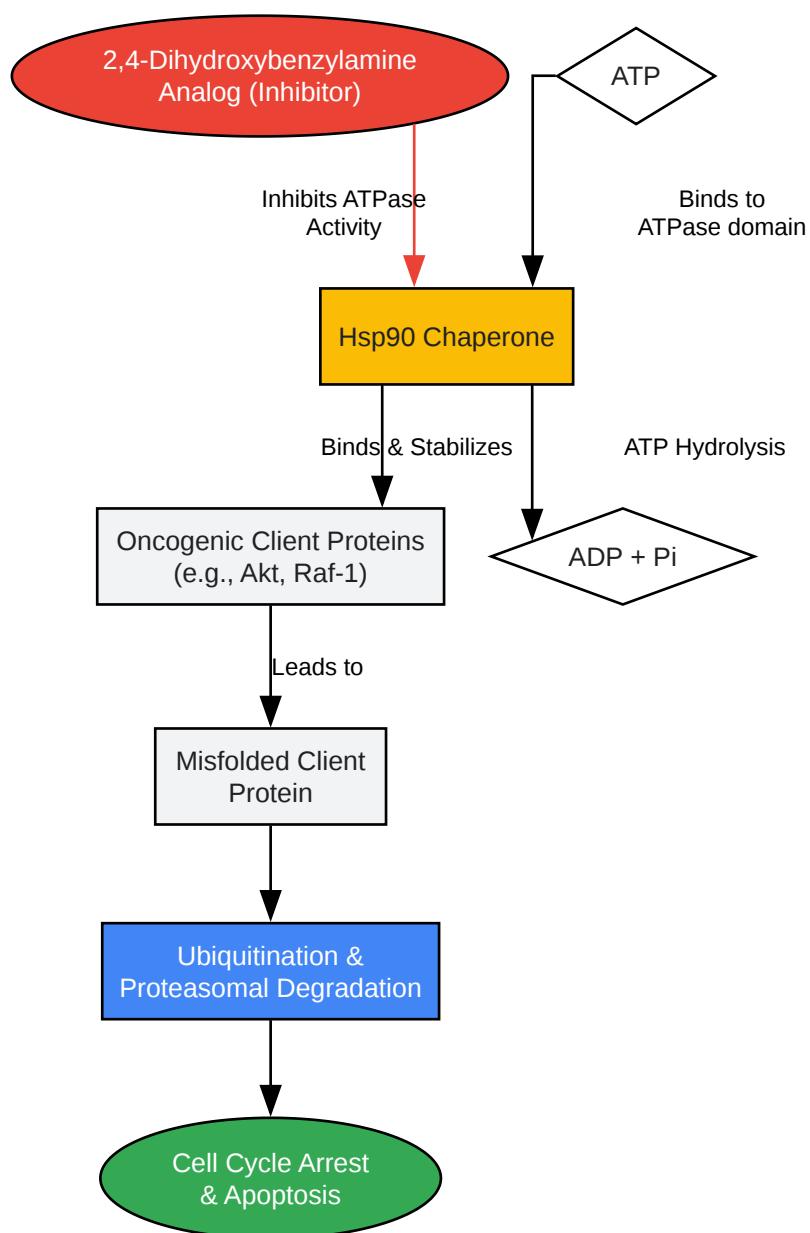 2,4-Dihydroxybenzylamine
Analog (Inhibitor)
ATP
Inhibits ATPase
Activity
Binds to
ATPase domain
Hsp90 Chaperone
Binds & Stabilizes
ATP Hydrolysis
Oncogenic Client Proteins
(e.g., Akt, Raf-1)
ADP + Pi
Leads to
Misfolded Client
Protein
Ubiquitination &
Proteasomal Degradation
Cell Cycle Arrest
& Apoptosis